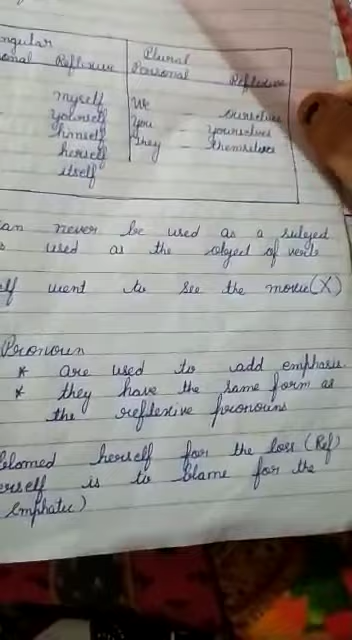 ngular Plural
onal Reflexive Personal Reflexive
myself We ourselves
yourself You - yourselves
himself They - themselves
herself
itself
an never be used as a subject
s used as the object of verb
elf went to see the movie (X)
Pronoun
* are used to add emphasis.
* they have the same form as
the reflexive pronouns
blamed herself for the loss (Ref)
erself is to blame for the
emphatic)